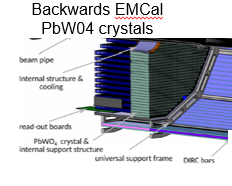 Backwards EMCal
PbW04 crystals
beam pipe
Internal structure &
cooling
read-out boards
PbWO₄ crystal &
internal support structure
universal support frame
DIRC bars